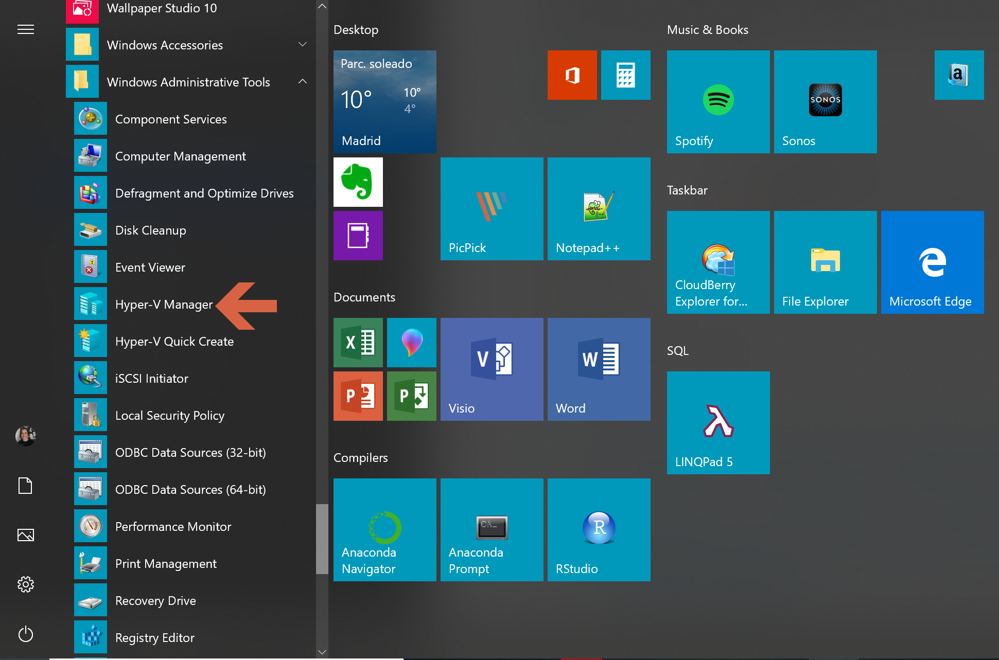 Wallpaper Studio 10
Windows Accessories
Windows Administrative Tools
Component Services
Computer Management
Defragment and Optimize Drives
Disk Cleanup
Event Viewer
Hyper-V Manager
Hyper-V Quick Create
iSCSI Initiator
Local Security Policy
ODBC Data Sources (32-bit)
ODBC Data Sources (64-bit)
Performance Monitor
Print Management
Recovery Drive
Registry Editor
Desktop
Parc. soleado
10°
10°
4°
Madrid
PicPick
Notepad++
Documents
X
P
P
V
Visio
W
Word
Compilers
Anaconda
Navigator
C:\_
Anaconda
Prompt
R
RStudio
Music & Books
Spotify
SONOS
Sonos
a
Taskbar
CloudBerry
Explorer for...
File Explorer
Microsoft Edge
SQL
LINQPad 5